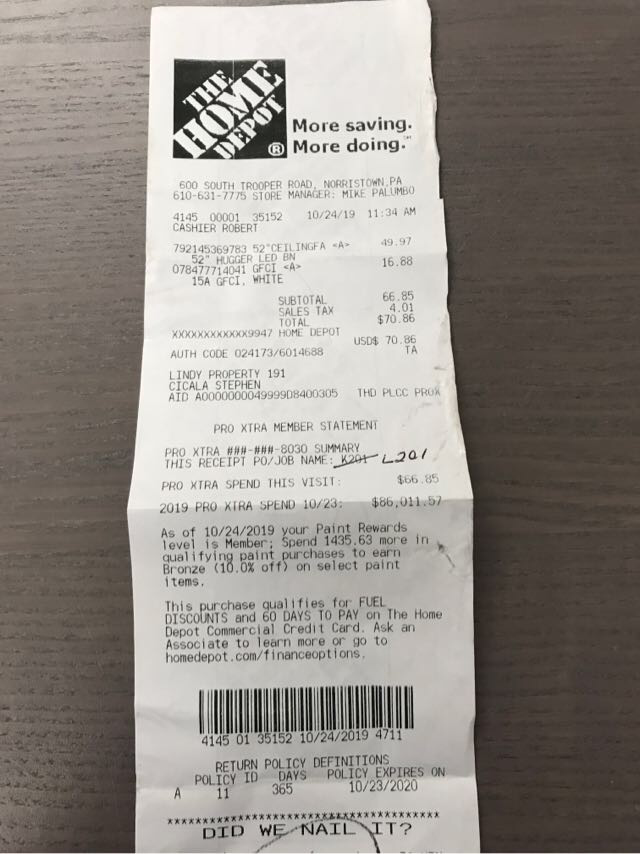 THE
HOME
DEPOT
®
More saving.
More doing.℠
600 SOUTH TROOPER ROAD, NORRISTOWN,PA
610-631-7775 STORE MANAGER: MIKE PALUMBO
4145 00001 35152 10/24/19 11:34 AM
CASHIER ROBERT
792145369783 52"CEILINGFA <A> 49.97
52" HUGGER LED BN
078477714041 GFCI <A> 16.88
15A GFCI, WHITE
SUBTOTAL 66.85
SALES TAX 4.01
TOTAL $70.86
XXXXXXXXXXXX9947 HOME DEPOT
USD$ 70.86
AUTH CODE 024173/6014688 TA
LINDY PROPERTY 191
CICALA STEPHEN
AID A0000000049999D8400305 THD PLCC PROX
PRO XTRA MEMBER STATEMENT
PRO XTRA ###-###-8030 SUMMARY
THIS RECEIPT PO/JOB NAME: K201 L201
PRO XTRA SPEND THIS VISIT: $66.85
2019 PRO XTRA SPEND 10/23: $86,011.57
As of 10/24/2019 your Paint Rewards
level is Member; Spend 1435.63 more in
qualifying paint purchases to earn
Bronze (10.0% off) on select paint
items.
This purchase qualifies for FUEL
DISCOUNTS and 60 DAYS TO PAY on The Home
Depot Commercial Credit Card. Ask an
Associate to learn more or go to
homedepot.com/financeoptions.
4145 01 35152 10/24/2019 4711
RETURN POLICY DEFINITIONS
POLICY ID DAYS POLICY EXPIRES ON
A 11 365 10/23/2020
****************************************
DID WE NAIL IT?